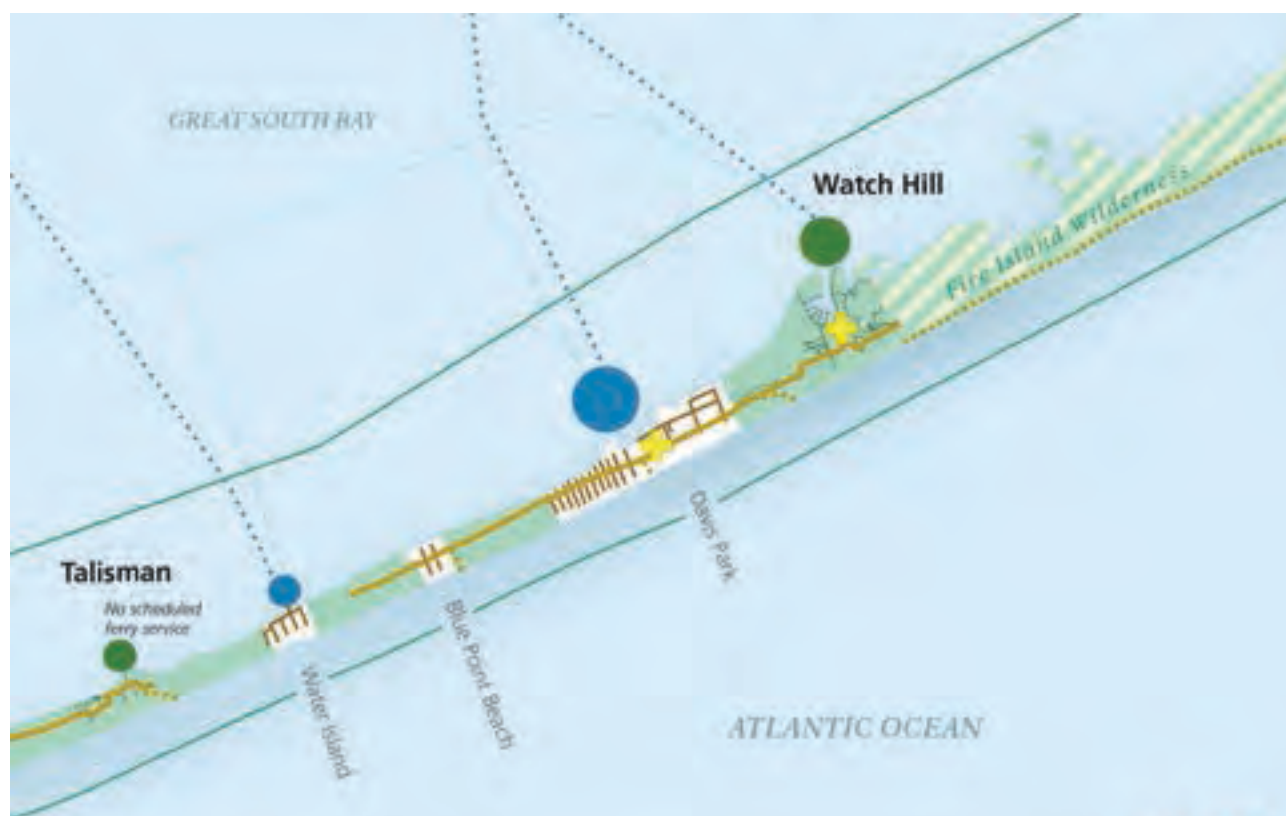 GREAT SOUTH BAY
Watch Hill
Fire Island Wilderness
Davis Park
Talisman
No scheduled
ferry service
Blue Point Beach
Water Island
ATLANTIC OCEAN